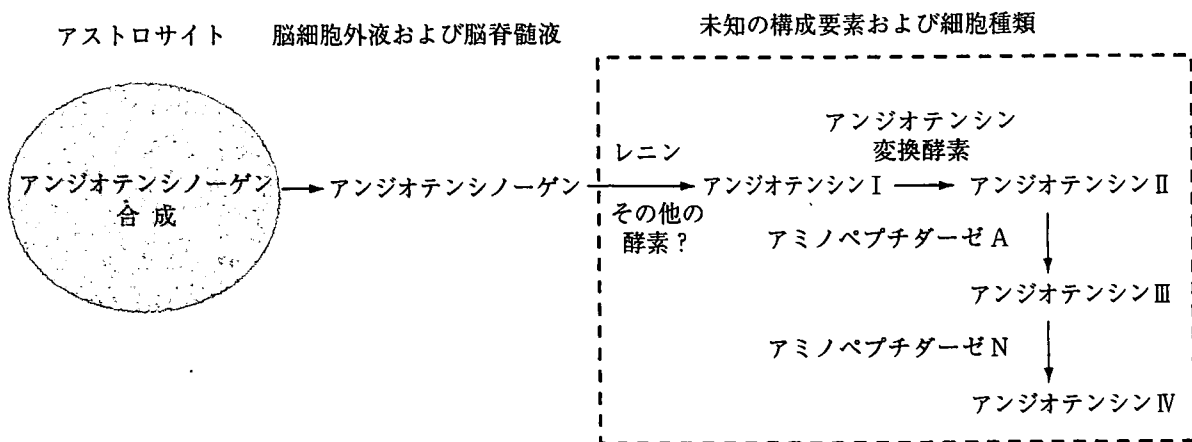 アストロサイト
脳細胞外液および脳脊髄液
未知の構成要素および細胞種類
アンジオテンシノーゲン
合成
アンジオテンシノーゲン
レニン
その他の
酵素?
アンジオテンシンⅠ
アンジオテンシン
変換酵素
アンジオテンシンⅡ
アミノペプチダーゼA
アンジオテンシンⅢ
アミノペプチダーゼN
アンジオテンシンⅣ